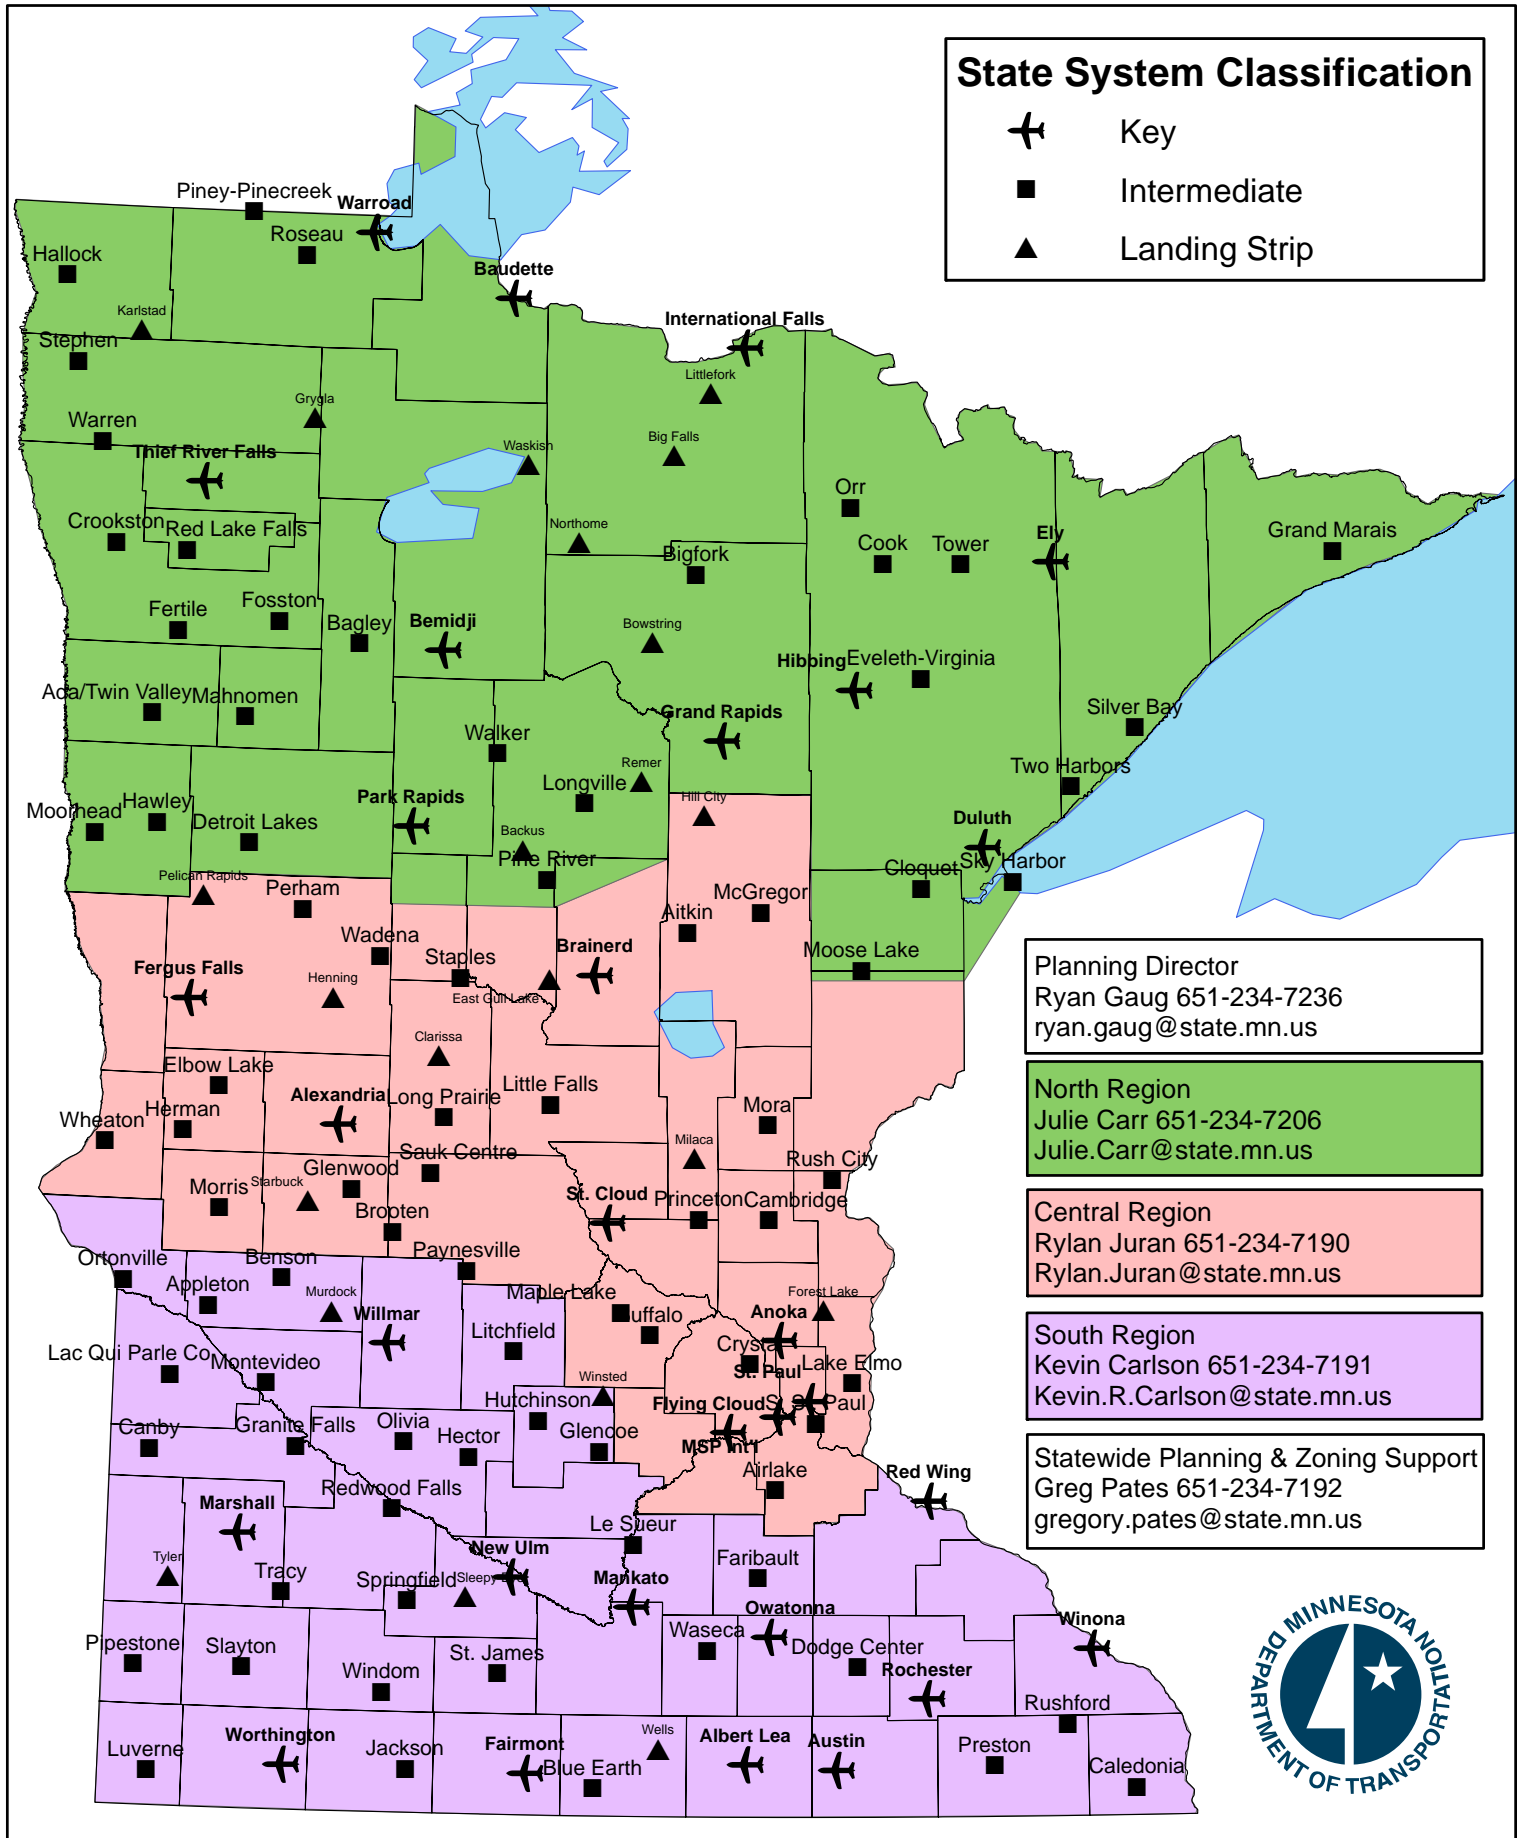 State System Classification
Key
Intermediate
Landing Strip
Piney-Pinecreek
Warroad
Roseau
Hallock
Baudette
Karlstad
International Falls
Stephen
Littlefork
Grygla
Warren
Big Falls
Waskish
Thief River Falls
Orr
Crookston
Red Lake Falls
Northome
Grand Marais
Ely
Cook
Tower
Bigfork
Fosston
Fertile
Bagley
Bemidji
Bowstring
Hibbing
Eveleth-Virginia
Ada/Twin Valley
Mahnomen
Silver Bay
Grand Rapids
Walker
Remer
Two Harbors
Longville
Park Rapids
Hill City
Moorhead
Hawley
Detroit Lakes
Duluth
Backus
Pine River
Cloquet
Sky Harbor
Pelican Rapids
Perham
McGregor
Aitkin
Wadena
Brainerd
Moose Lake
Staples
Fergus Falls
Henning
East Gull Lake
Planning Director
Ryan Gaug 651-234-7236
ryan.gaug@state.mn.us
Clarissa
Elbow Lake
Little Falls
Alexandria
Long Prairie
North Region
Julie Carr 651-234-7206
Julie.Carr@state.mn.us
Herman
Wheaton
Mora
Milaca
Sauk Centre
Rush City
Glenwood
Starbuck
Morris
St. Cloud
Princeton
Cambridge
Brooten
Central Region
Rylan Juran 651-234-7190
Rylan.Juran@state.mn.us
Paynesville
Ortonville
Benson
Appleton
Murdock
Maple Lake
Forest Lake
Willmar
Buffalo
Anoka
Litchfield
Crystal
South Region
Kevin Carlson 651-234-7191
Kevin.R.Carlson@state.mn.us
Lac Qui Parle Co
Montevideo
Lake Elmo
St. Paul
Winsted
Hutchinson
Flying Cloud
S. St. Paul
Canby
Granite Falls
Olivia
Hector
Glencoe
MSP Int'l
Airlake
Red Wing
Statewide Planning & Zoning Support
Greg Pates 651-234-7192
gregory.pates@state.mn.us
Redwood Falls
Marshall
Le Sueur
New Ulm
Faribault
Tyler
Tracy
Springfield
Sleepy Eye
Mankato
Owatonna
Winona
Waseca
Dodge Center
Pipestone
Slayton
St. James
Windom
Rochester
Rushford
Worthington
Wells
Albert Lea
Austin
Luverne
Jackson
Fairmont
Blue Earth
Preston
Caledonia
MINNESOTA
DEPARTMENT OF TRANSPORTATION